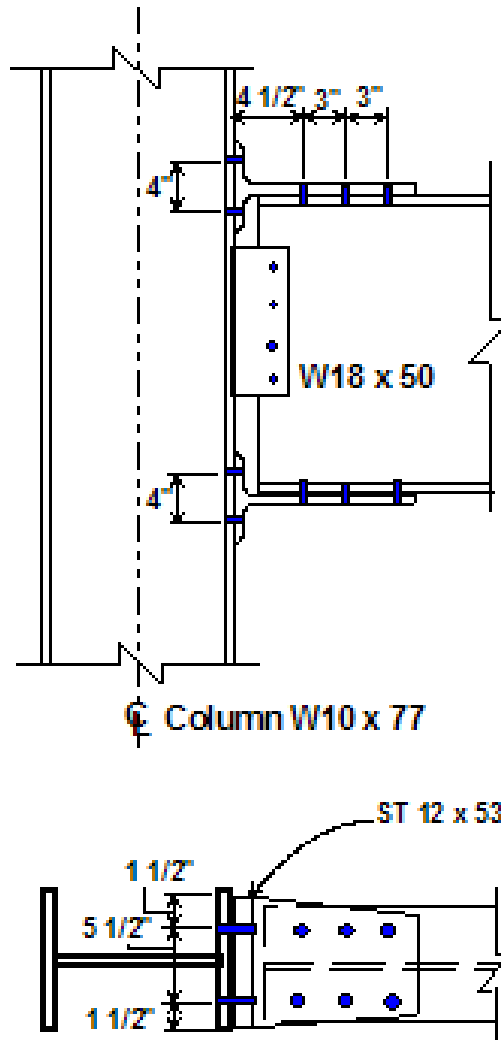 4 1/2" 3" 3"
4"
W18 x 50
4"
℄ Column W10 x 77
ST 12 x 53
1 1/2"
5 1/2"
1 1/2"